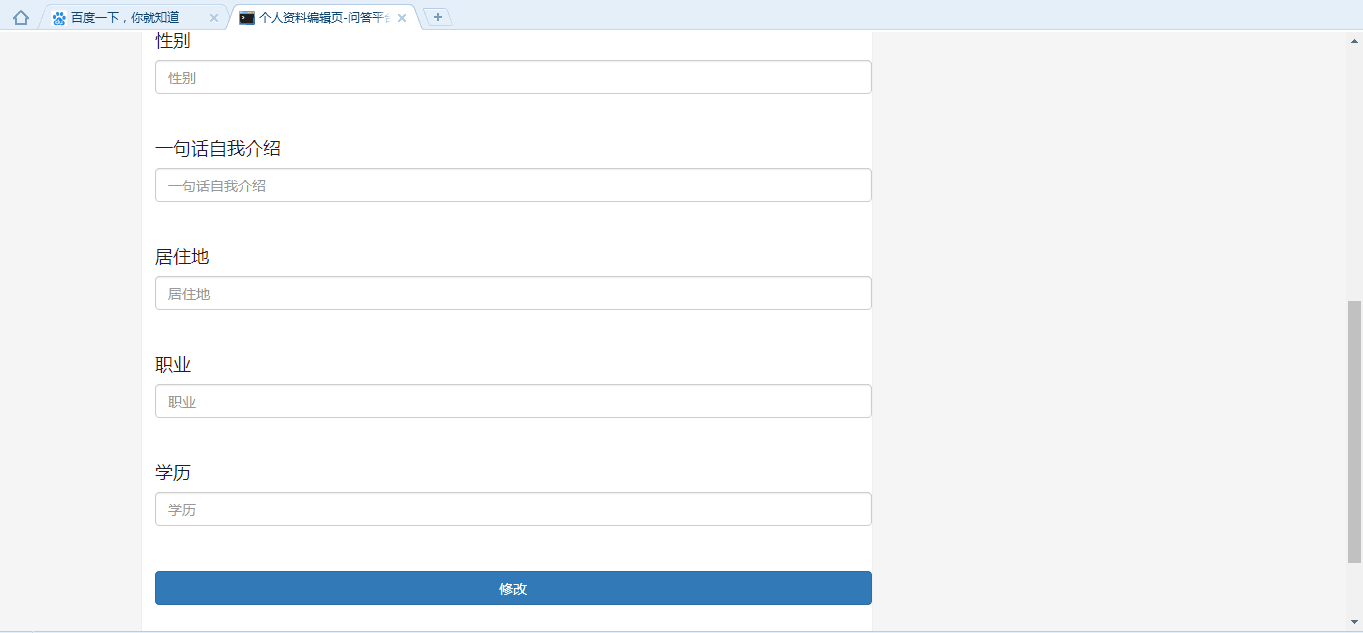 百度一下，你就知道
个人资料编辑页-问答平
性别
性别
一句话自我介绍
一句话自我介绍
居住地
居住地
职业
职业
学历
学历
修改